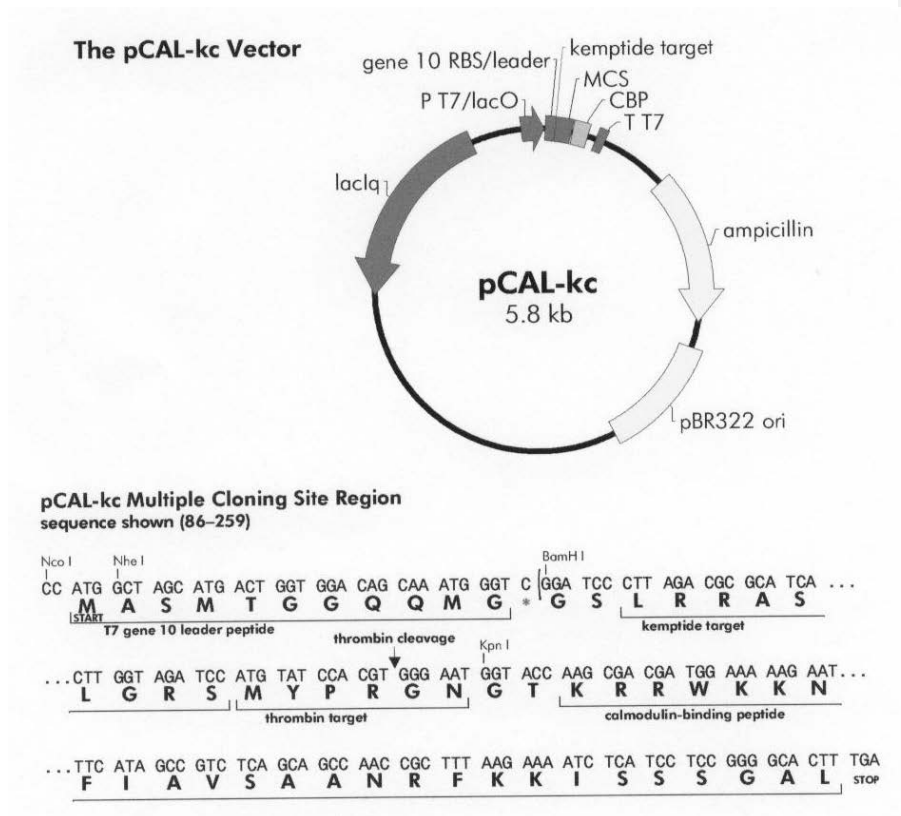 The pCAL-kc Vector
gene 10 RBS/leader
kemptide target
MCS
CBP
P T7/lacO
T T7
lacIq
ampicillin
pCAL-kc
5.8 kb
pBR322 ori
pCAL-kc Multiple Cloning Site Region
sequence shown (86–259)
Nco I Nhe I BamH I
CC ATG GCT AGC ATG ACT GGT GGA CAG CAA ATG GGT C GGA TCC CTT AGA CGC GCA TCA ...
M A S M T G G Q Q M G * G S L R R A S
START
T7 gene 10 leader peptide
kemptide target
thrombin cleavage
Kpn I
...CTT GGT AGA TCC ATG TAT CCA CGT GGG AAT GGT ACC AAG CGA CGA TGG AAA AAG AAT...
L G R S M Y P R G N G T K R R W K K N
thrombin target calmodulin-binding peptide
...TTC ATA GCC GTC TCA GCA GCC AAC CGC TTT AAG AAA ATC TCA TCC TCC GGG GCA CTT TGA
F I A V S A A N R F K K I S S S G A L STOP